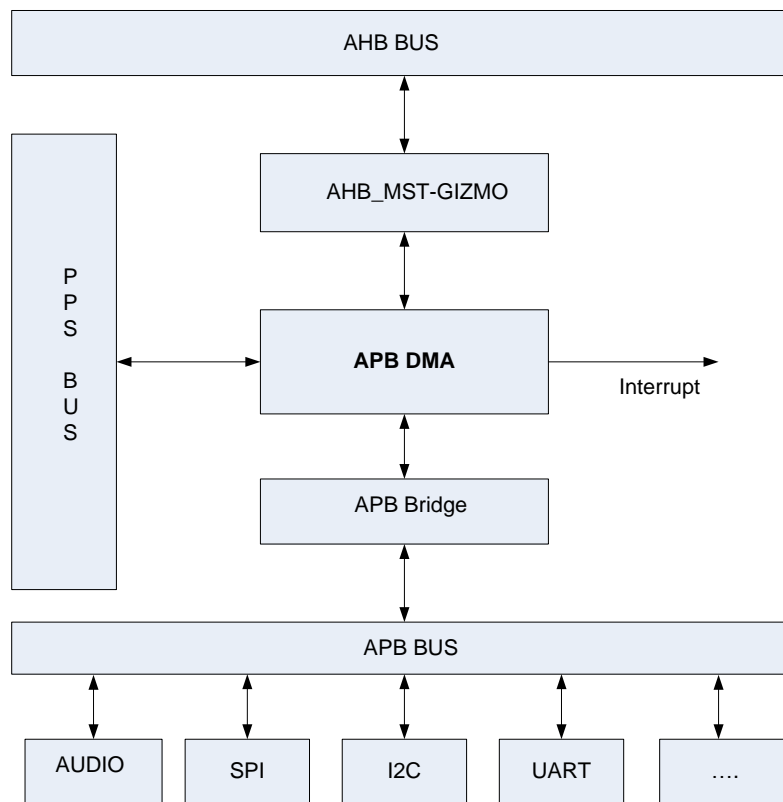 AHB BUS
AHB_MST-GIZMO
P
P
S
B
U
S
APB DMA
Interrupt
APB Bridge
APB BUS
AUDIO
SPI
I2C
UART
....